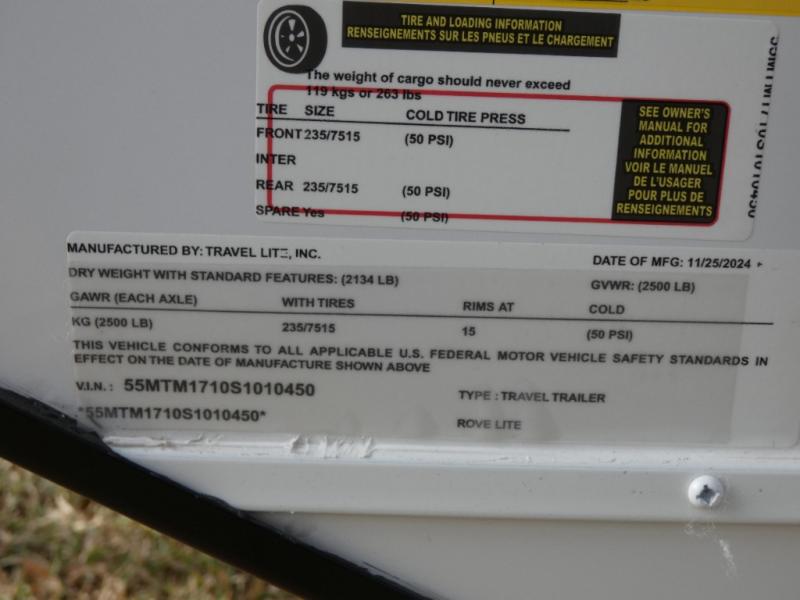 TIRE AND LOADING INFORMATION
RENSEIGNEMENTS SUR LES PNEUS ET LE CHARGEMENT
The weight of cargo should never exceed
119 kgs or 263 lbs
TIRE SIZE COLD TIRE PRESS
FRONT 235/7515 (50 PSI)
INTER
REAR 235/7515 (50 PSI)
SPARE Yes (50 PSI)
SEE OWNER'S
MANUAL FOR
ADDITIONAL
INFORMATION
VOIR LE MANUEL
DE L'USAGER
POUR PLUS DE
RENSEIGNEMENTS
MANUFACTURED BY: TRAVEL LITE, INC. DATE OF MFG: 11/25/2024
DRY WEIGHT WITH STANDARD FEATURES: (2134 LB) GVWR: (2500 LB)
GAWR (EACH AXLE) WITH TIRES RIMS AT COLD
KG (2500 LB) 235/7515 15 (50 PSI)
THIS VEHICLE CONFORMS TO ALL APPLICABLE U.S. FEDERAL MOTOR VEHICLE SAFETY STANDARDS IN
EFFECT ON THE DATE OF MANUFACTURE SHOWN ABOVE
V.I.N.: 55MTM1710S1010450 TYPE : TRAVEL TRAILER
*55MTM1710S1010450* ROVE LITE